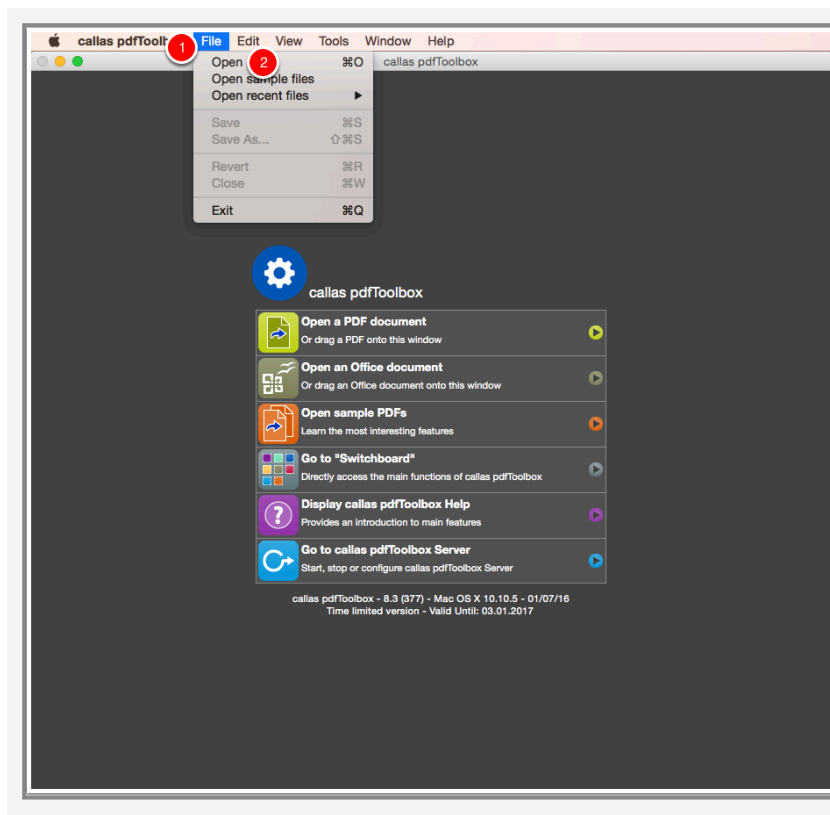 callas pdfToolb File Edit View Tools Window Help
1
callas pdfToolbox
Open ⌘O
2
Open sample files
Open recent files ▶
Save ⌘S
Save As... ⇧⌘S
Revert ⌘R
Close ⌘W
Exit ⌘Q
callas pdfToolbox
Open a PDF document
Or drag a PDF onto this window
Open an Office document
Or drag an Office document onto this window
Open sample PDFs
Learn the most interesting features
Go to "Switchboard"
Directly access the main functions of callas pdfToolbox
?
Display callas pdfToolbox Help
Provides an introduction to main features
Go to callas pdfToolbox Server
Start, stop or configure callas pdfToolbox Server
callas pdfToolbox - 8.3 (377) - Mac OS X 10.10.5 - 01/07/16
Time limited version - Valid Until: 03.01.2017